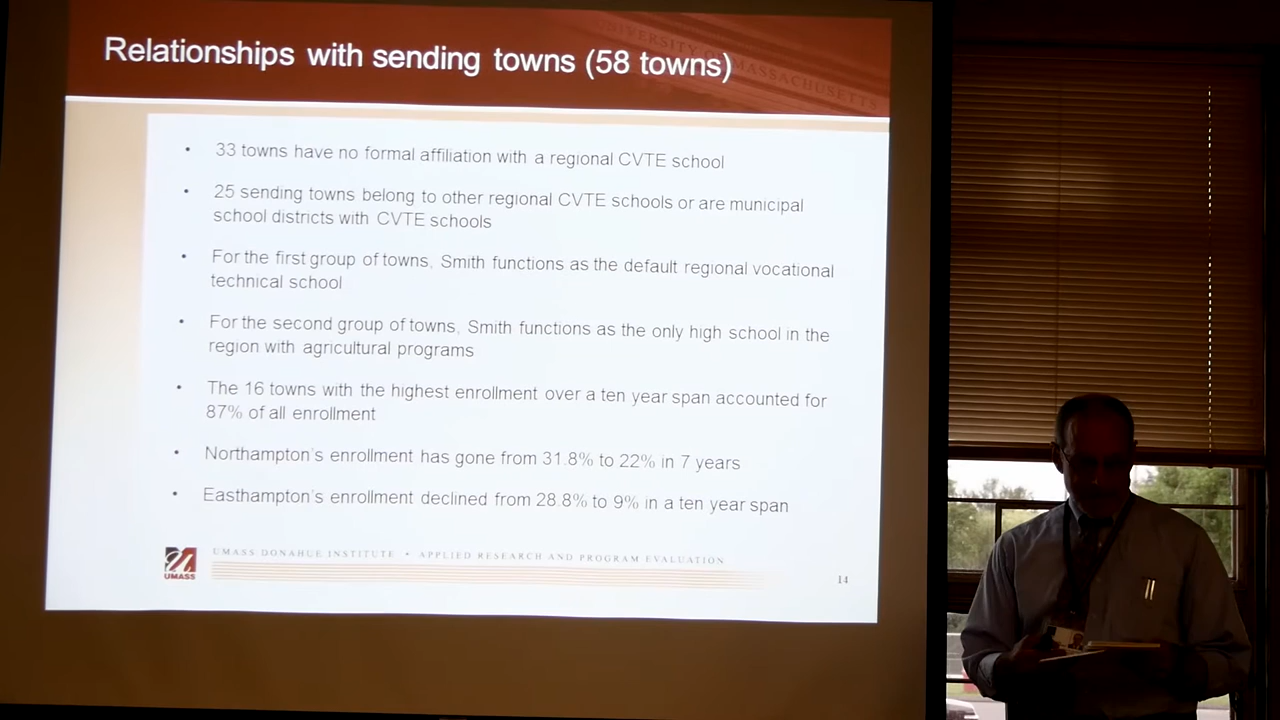 Relationships with sending towns (58 towns)
UNIVERSITY OF
MASSACHUSETTS
• 33 towns have no formal affiliation with a regional CVTE school
• 25 sending towns belong to other regional CVTE schools or are municipal
school districts with CVTE schools
• For the first group of towns, Smith functions as the default regional vocational
technical school
• For the second group of towns, Smith functions as the only high school in the
region with agricultural programs
• The 16 towns with the highest enrollment over a ten year span accounted for
87% of all enrollment
• Northampton's enrollment has gone from 31.8% to 22% in 7 years
• Easthampton's enrollment declined from 28.8% to 9% in a ten year span
UMASS DONAHUE INSTITUTE • APPLIED RESEARCH AND PROGRAM EVALUATION
UMASS
14